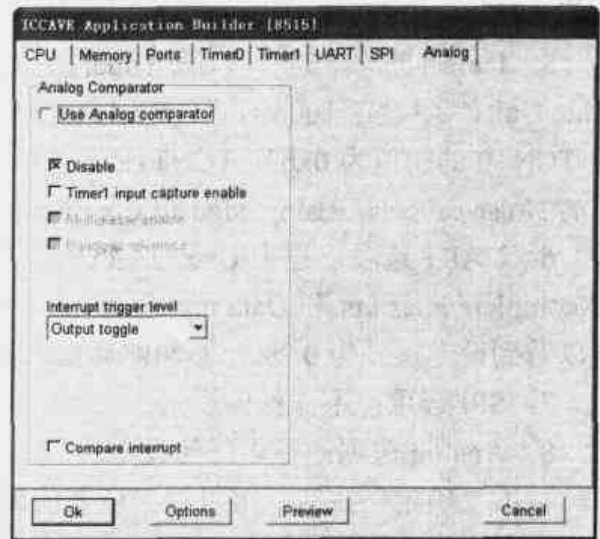 ICCAVR Application Builder [8515]
CPU Memory Ports Timer0 Timer1 UART SPI Analog
Analog Comparator
Use Analog comparator
Disable
Timer1 input capture enable
Interrupt trigger level
Output toggle
Compare interrupt
Ok Options Preview Cancel